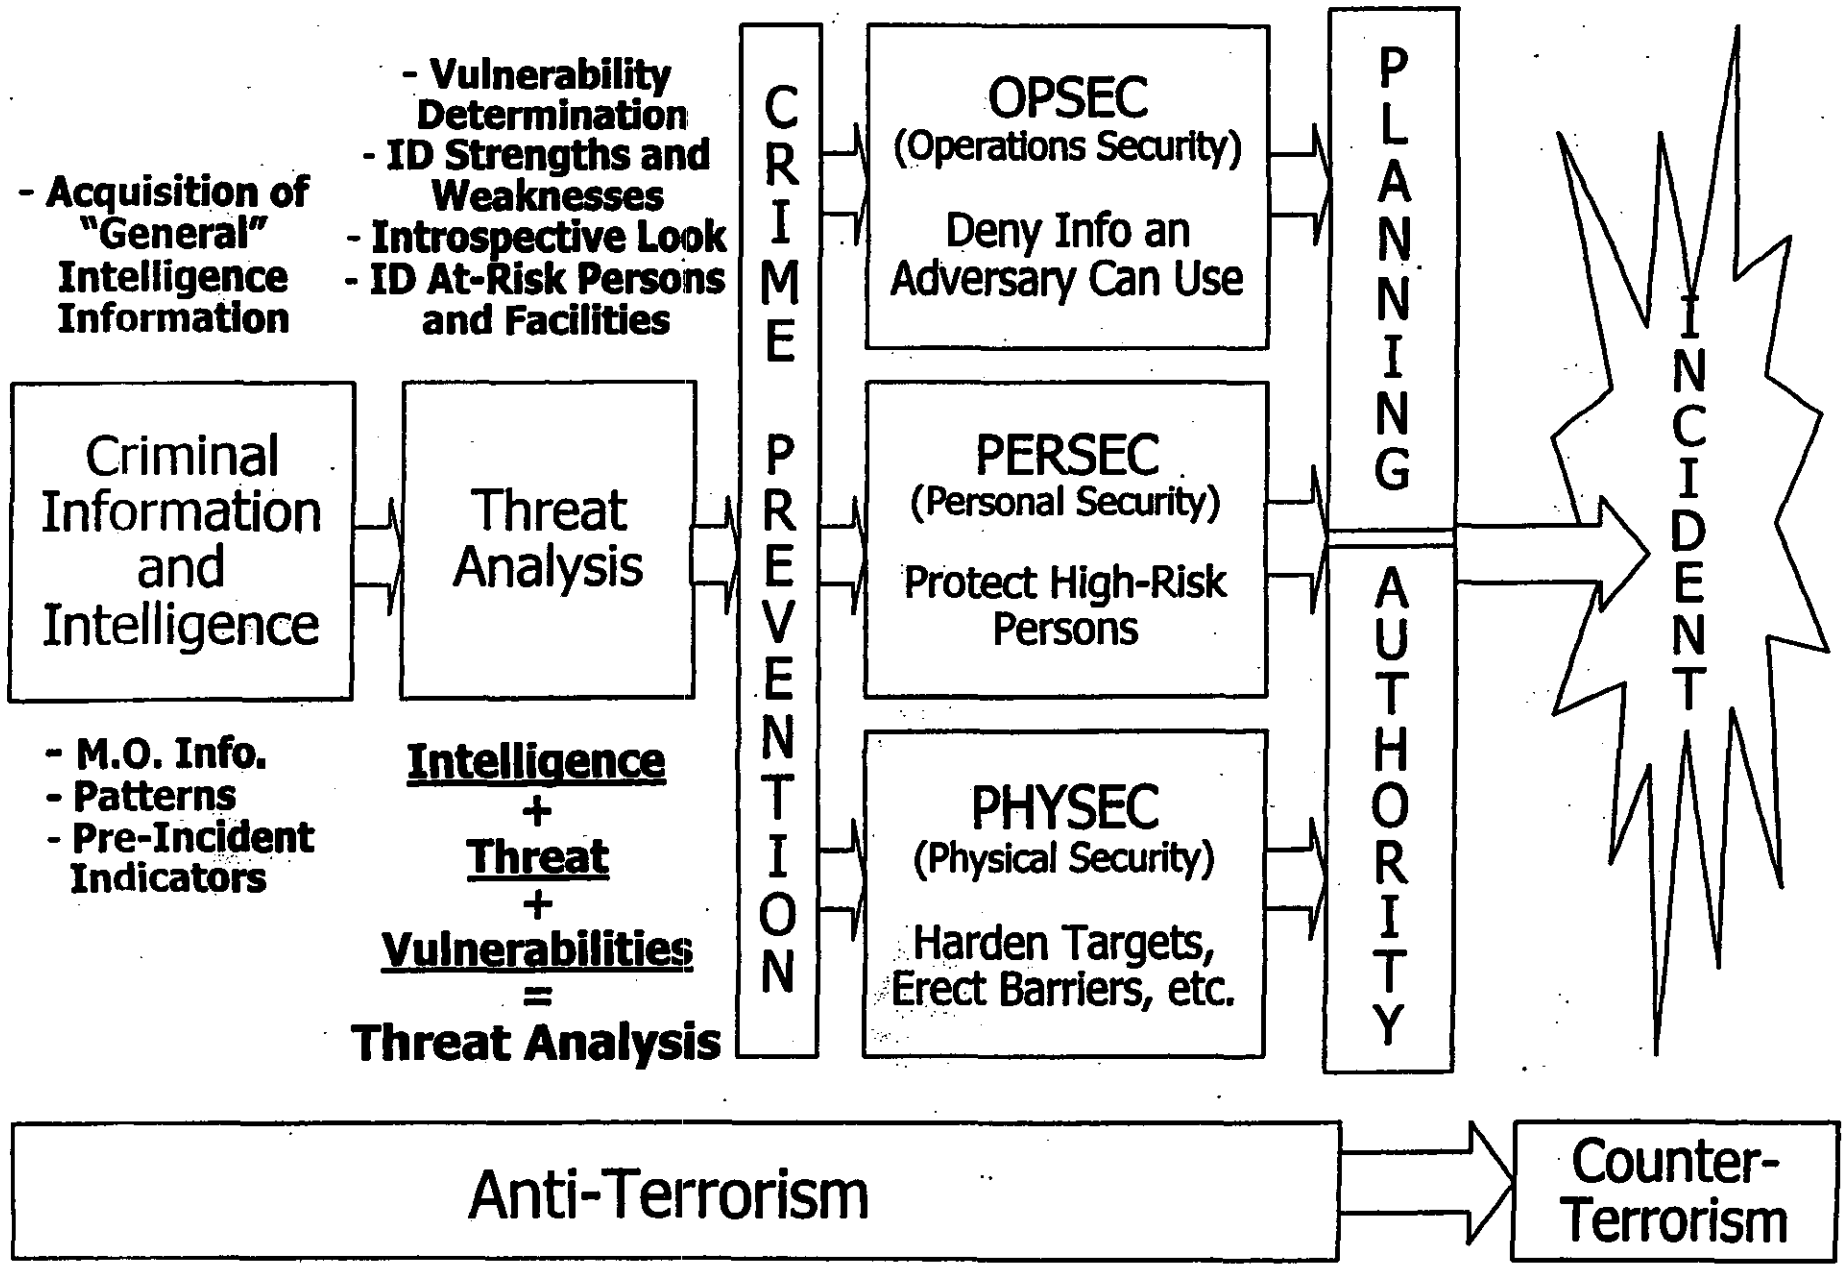 - Acquisition of
"General"
Intelligence
Information
Criminal
Information
and
Intelligence
- M.O. Info.
- Patterns
- Pre-Incident
Indicators
- Vulnerability
Determination
- ID Strengths and
Weaknesses
- Introspective Look
- ID At-Risk Persons
and Facilities
Threat
Analysis
Intelligence
+
Threat
+
Vulnerabilities
=
Threat Analysis
CRIME PREVENTION
OPSEC
(Operations Security)
Deny Info an
Adversary Can Use
PERSEC
(Personal Security)
Protect High-Risk
Persons
PHYSEC
(Physical Security)
Harden Targets,
Erect Barriers, etc.
PLANNING
AUTHORITY
INCIDENT
Anti-Terrorism
Counter-
Terrorism